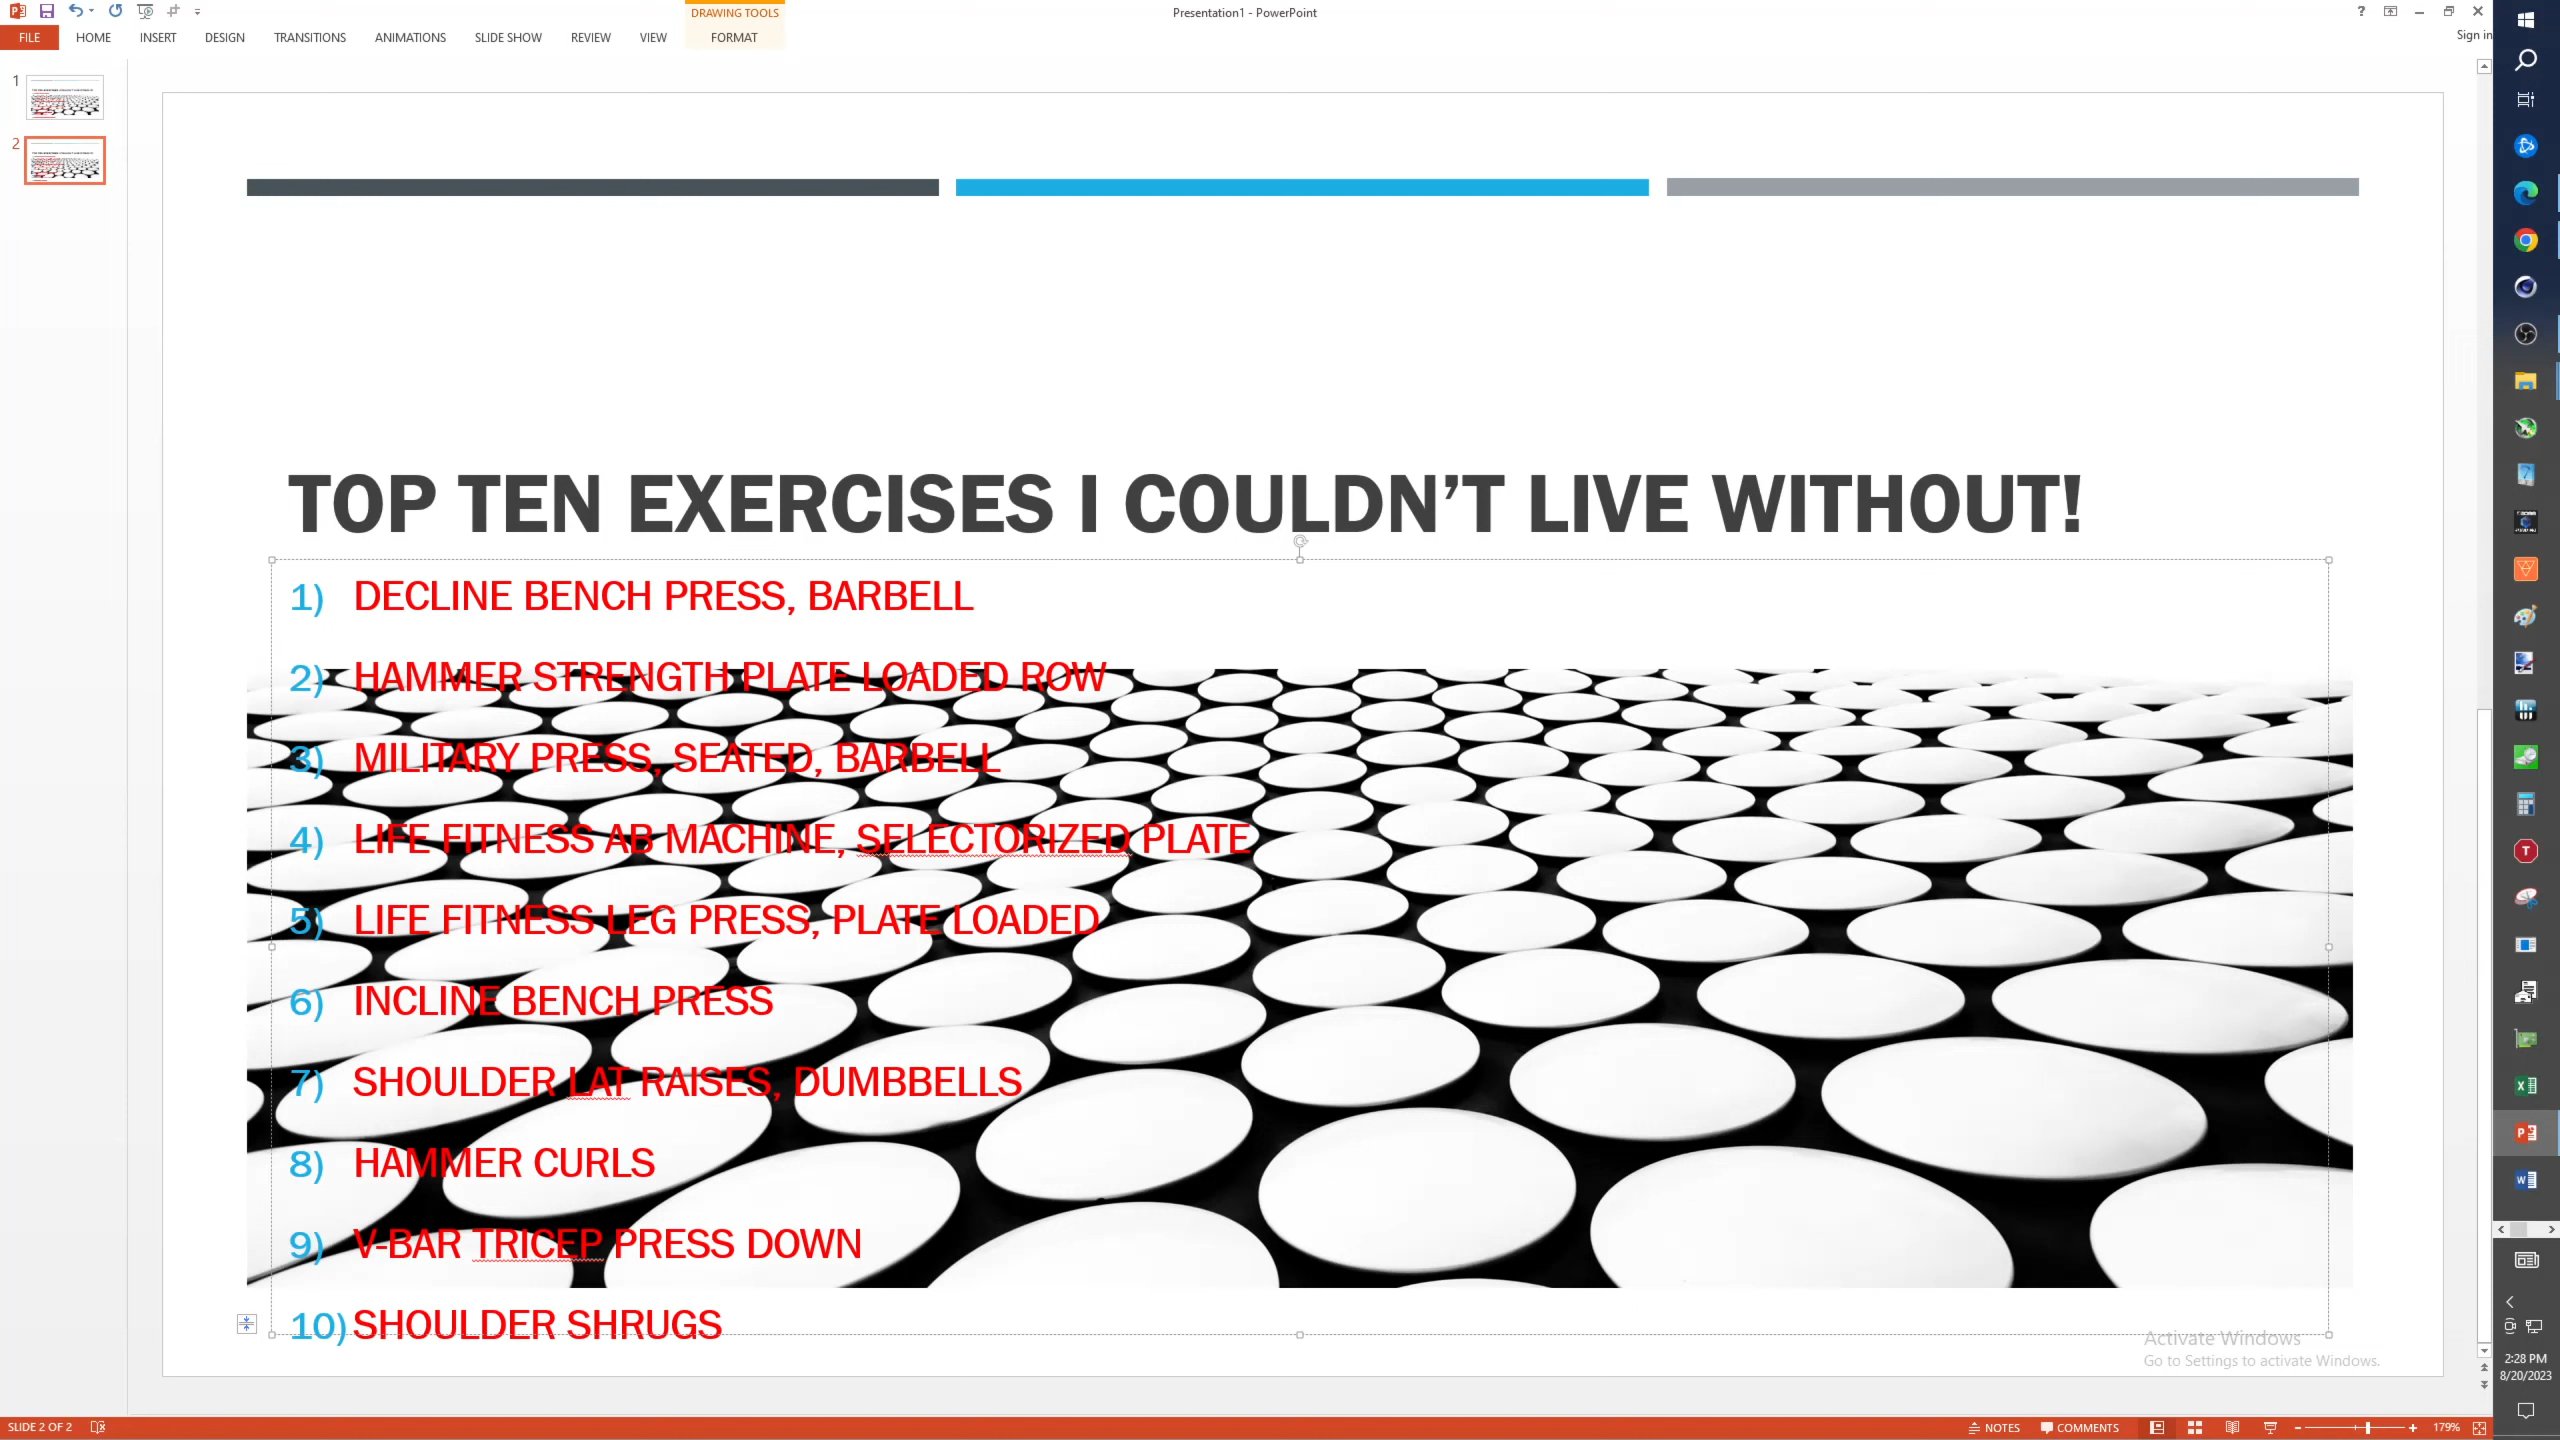 DRAWING TOOLS
Presentation1 - PowerPoint
?
FILE
HOME
INSERT
DESIGN
TRANSITIONS
ANIMATIONS
SLIDE SHOW
REVIEW
VIEW
FORMAT
Sign in
1
2
TOP TEN EXERCISES I COULDN’T LIVE WITHOUT!
1) DECLINE BENCH PRESS, BARBELL
2) HAMMER STRENGTH PLATE LOADED ROW
3) MILITARY PRESS, SEATED, BARBELL
4) LIFE FITNESS AB MACHINE, SELECTORIZED PLATE
5) LIFE FITNESS LEG PRESS, PLATE LOADED
6) INCLINE BENCH PRESS
7) SHOULDER LAT RAISES, DUMBBELLS
8) HAMMER CURLS
9) V-BAR TRICEP PRESS DOWN
10) SHOULDER SHRUGS
Activate Windows
Go to Settings to activate Windows.
2:28 PM
8/20/2023
SLIDE 2 OF 2
NOTES
COMMENTS
179%